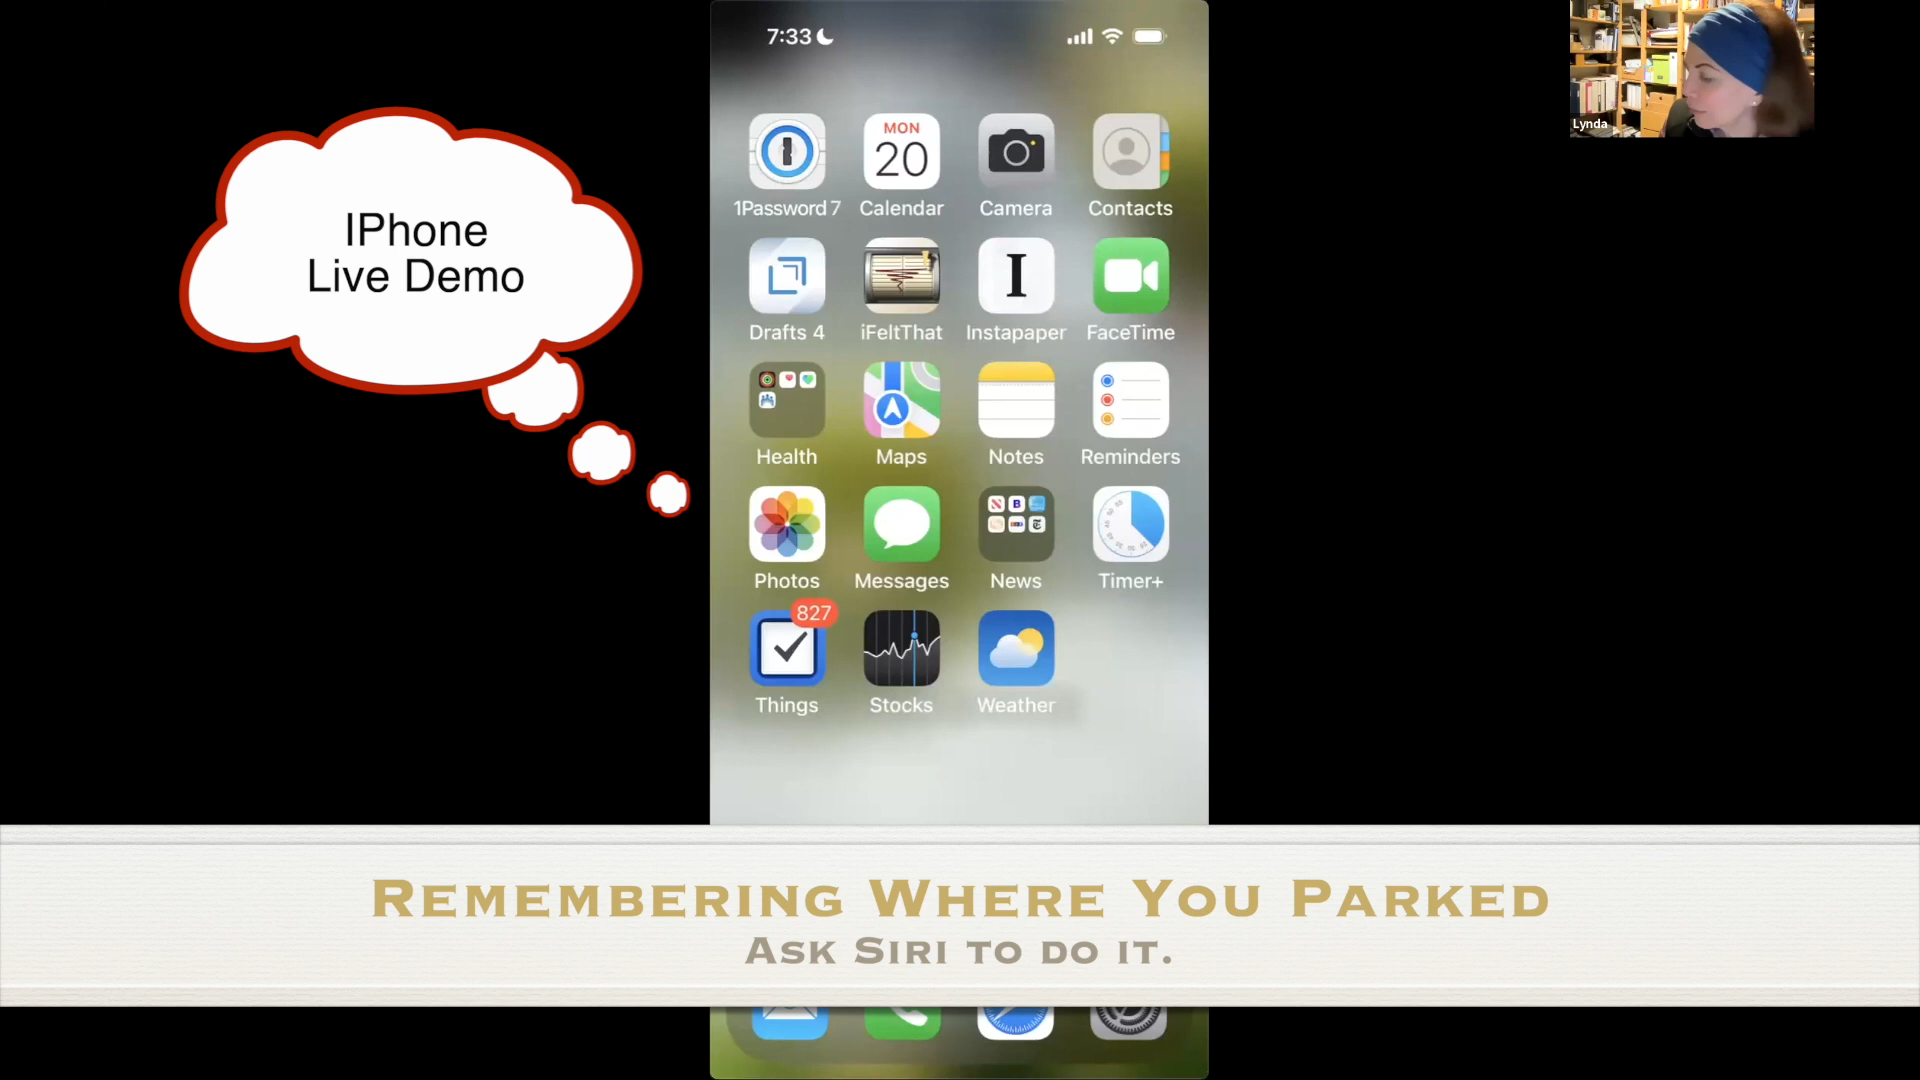 7:33
Lynda
IPhone
Live Demo
MON
20
1Password 7 Calendar Camera Contacts
I
Drafts 4 iFeltThat Instapaper FaceTime
Health Maps Notes Reminders
Photos Messages News Timer+
827
Things Stocks Weather
REMEMBERING WHERE YOU PARKED
ASK SIRI TO DO IT.